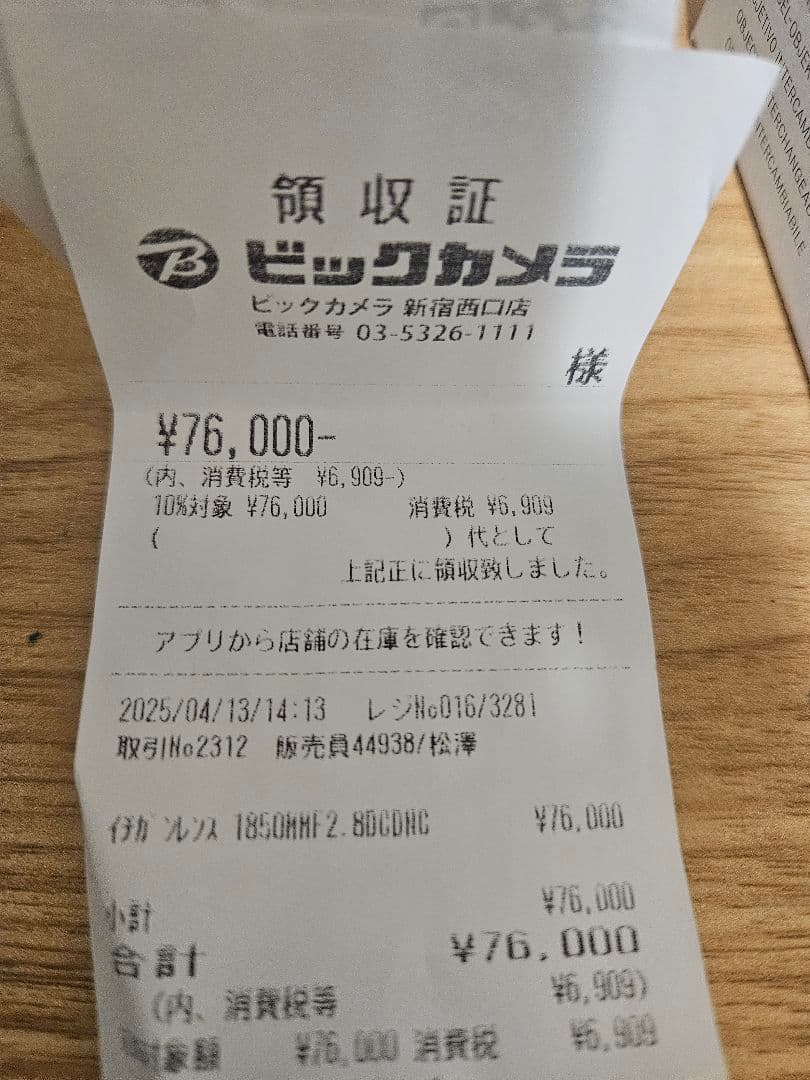 領収証
ビックカメラ
ビックカメラ 新宿西口店
電話番号 03-5326-1111
様
¥76,000-
(内、消費税等 ¥6,909-)
10%対象 ¥76,000 消費税 ¥6,909
( ) 代として
上記正に領収致しました。
アプリから店舗の在庫を確認できます!
2025/04/13/14:13 レジNo016/3281
取引No2312 販売員44938/松澤
イチガンレンズ 1850MMF2.8DCDNC ¥76,000
小計 ¥76,000
合計 ¥76,000
(内、消費税等 ¥6,909)
対象額 ¥76,000 消費税 ¥6,909
OBJETIVO INTERCAMBIABLE
INTERCAMBIABILE